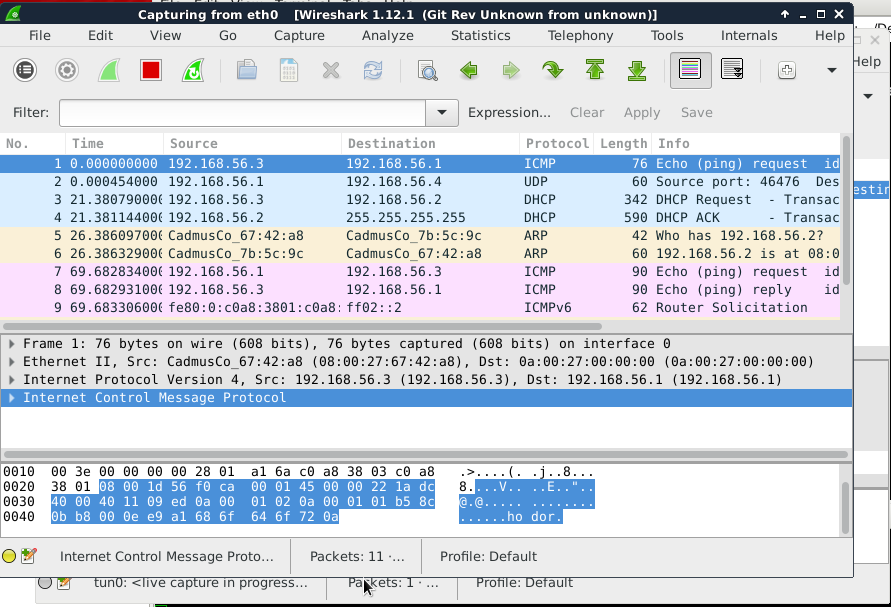 Capturing from eth0 [Wireshark 1.12.1 (Git Rev Unknown from unknown)]
File Edit View Go Capture Analyze Statistics Telephony Tools Internals Help
Help
Filter: Expression... Clear Apply Save
No. Time Source Destination Protocol Length Info
1 0.000000000 192.168.56.3 192.168.56.1 ICMP 76 Echo (ping) request id
2 0.000454000 192.168.56.1 192.168.56.4 UDP 60 Source port: 46476 Des
3 21.380790000 192.168.56.3 192.168.56.2 DHCP 342 DHCP Request - Transac
4 21.381144000 192.168.56.2 255.255.255.255 DHCP 590 DHCP ACK - Transac
5 26.386097000 CadmusCo_67:42:a8 CadmusCo_7b:5c:9c ARP 42 Who has 192.168.56.2?
6 26.386329000 CadmusCo_7b:5c:9c CadmusCo_67:42:a8 ARP 60 192.168.56.2 is at 08:0
7 69.682834000 192.168.56.1 192.168.56.3 ICMP 90 Echo (ping) request id
8 69.682931000 192.168.56.3 192.168.56.1 ICMP 90 Echo (ping) reply id
9 69.683306000 fe80:0:c0a8:3801:c0a8: ff02::2 ICMPv6 62 Router Solicitation
Frame 1: 76 bytes on wire (608 bits), 76 bytes captured (608 bits) on interface 0
Ethernet II, Src: CadmusCo_67:42:a8 (08:00:27:67:42:a8), Dst: 0a:00:27:00:00:00 (0a:00:27:00:00:00)
Internet Protocol Version 4, Src: 192.168.56.3 (192.168.56.3), Dst: 192.168.56.1 (192.168.56.1)
Internet Control Message Protocol
0010 00 3e 00 00 00 00 28 01 a1 6a c0 a8 38 03 c0 a8 .>....(. .j..8...
0020 38 01 08 00 1d 56 f0 ca 00 01 45 00 00 22 1a dc 8....V.. ..E.."..
0030 40 00 40 11 09 ed 0a 00 01 02 0a 00 01 01 b5 8c @.@..... ........
0040 0b b8 00 0e e9 a1 68 6f 64 6f 72 0a ......ho dor.
Internet Control Message Proto... Packets: 11 ·... Profile: Default
tun0: <live capture in progress... Packets: 1 · ... Profile: Default